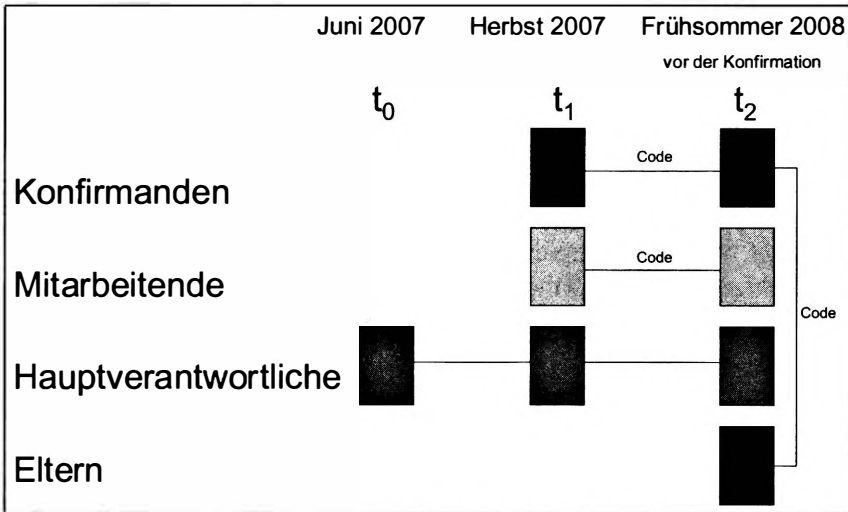 Juni 2007 Herbst 2007 Frühsommer 2008
vor der Konfirmation
t0 t1 t2
Code
Konfirmanden
Code
Mitarbeitende
Code
Hauptverantwortliche
Eltern